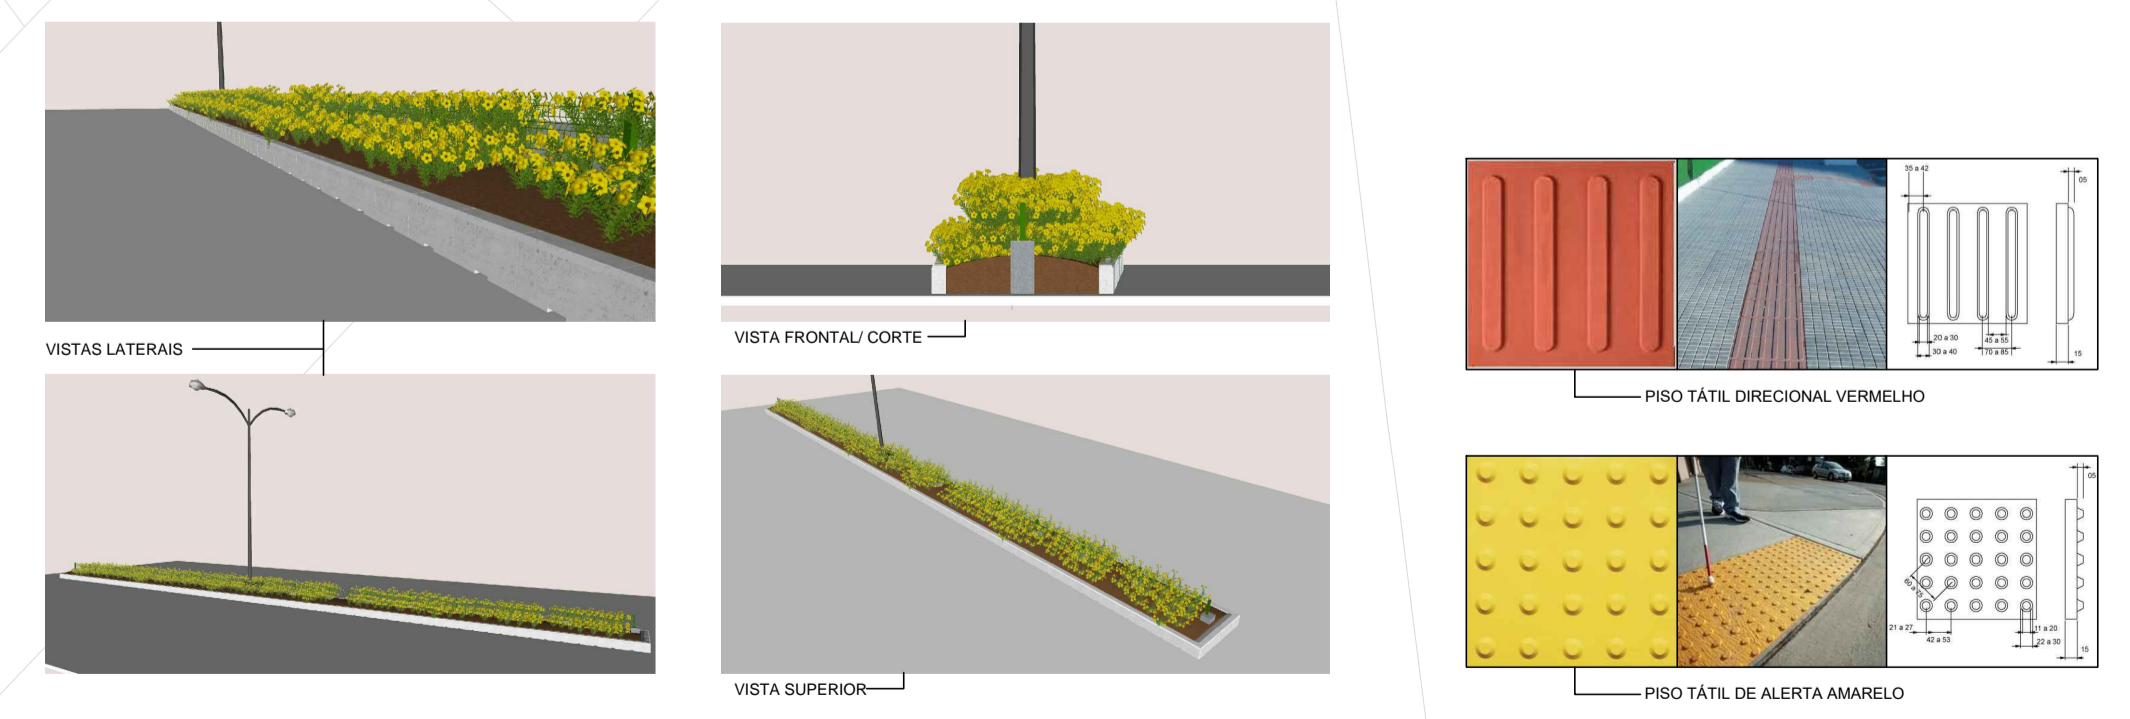 VISTAS LATERAIS
VISTA FRONTAL/ CORTE
VISTA SUPERIOR
35 a 42
05
20 a 30
45 a 55
30 a 40
70 a 85
15
PISO TÁTIL DIRECIONAL VERMELHO
05
60 a 75
21 a 27
11 a 20
42 a 53
22 a 30
15
PISO TÁTIL DE ALERTA AMARELO